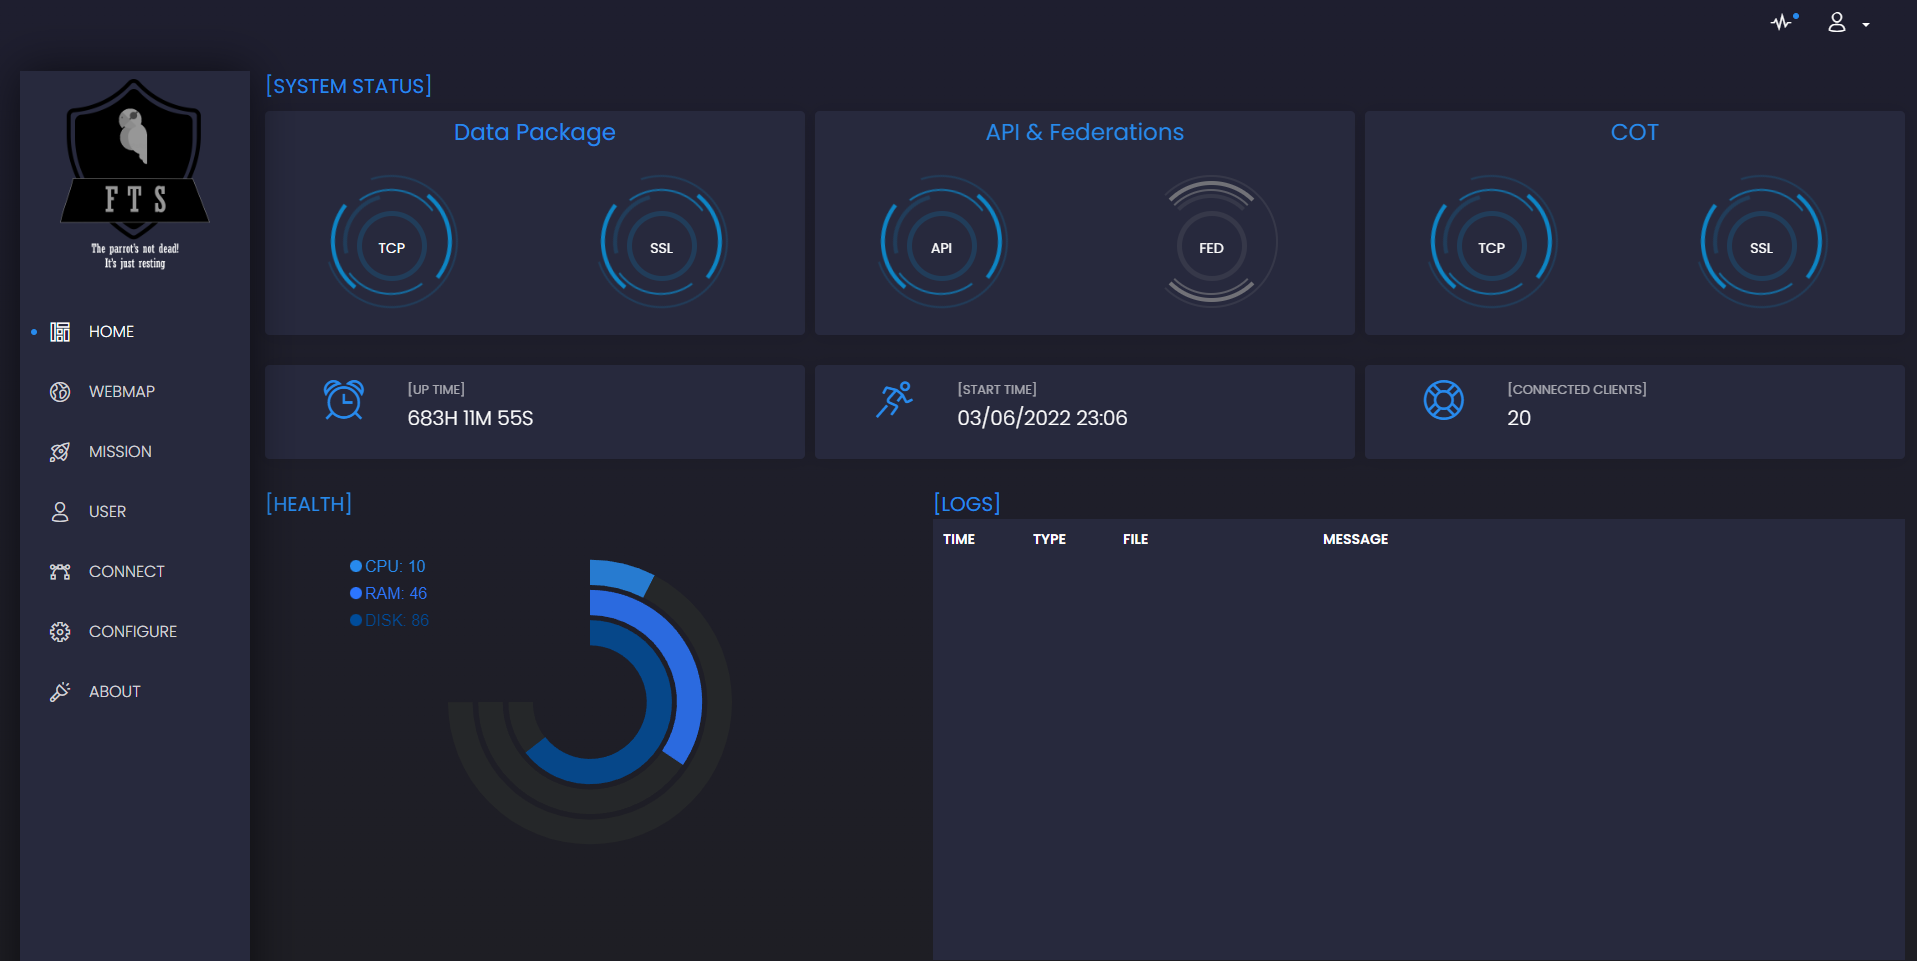 FTS
The parrot's not dead!
It's just resting
HOME
WEBMAP
MISSION
USER
CONNECT
CONFIGURE
ABOUT
[SYSTEM STATUS]
Data Package
TCP
SSL
API & Federations
API
FED
COT
TCP
SSL
[UP TIME]
683H 11M 55S
[START TIME]
03/06/2022 23:06
[CONNECTED CLIENTS]
20
[HEALTH]
CPU: 10
RAM: 46
DISK: 86
[LOGS]
TIME TYPE FILE MESSAGE